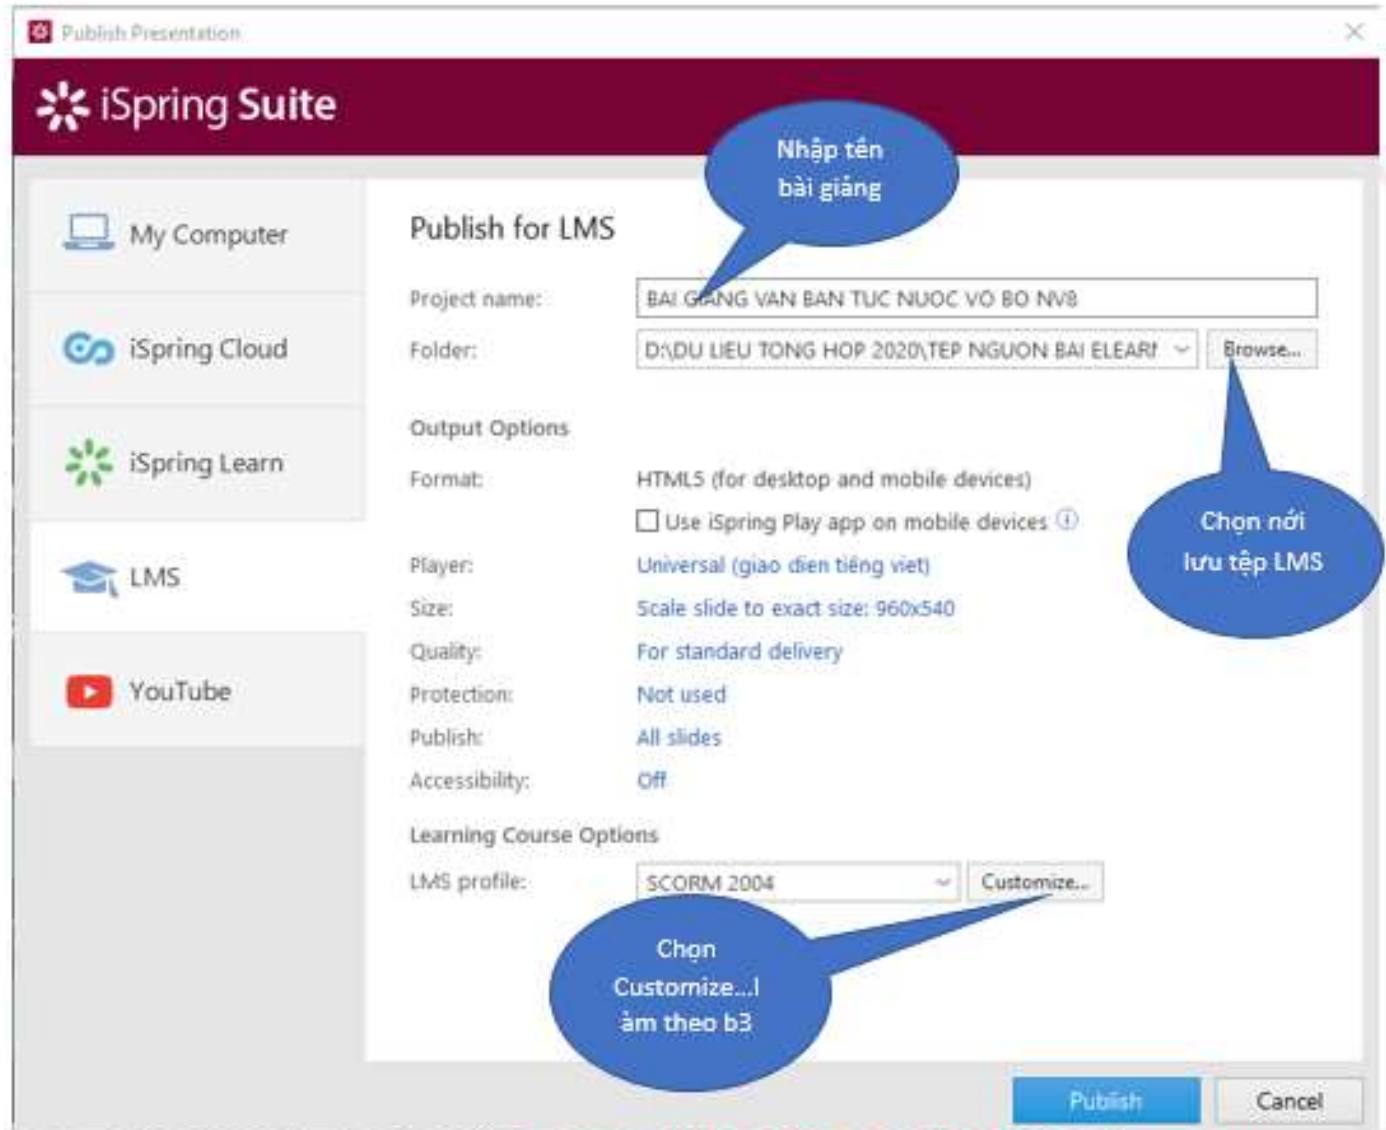 Publish Presentation
iSpring Suite
Nhập tên
bài giảng
My Computer
iSpring Cloud
iSpring Learn
LMS
YouTube
Publish for LMS
Project name:
BAI GIANG VAN BAN TUC NUOC VO BO NV8
Folder:
D:\DU LIEU TONG HOP 2020\TEP NGUON BAI ELEARN
Browse...
Output Options
Format:
HTML5 (for desktop and mobile devices)
Use iSpring Play app on mobile devices
Chọn nới
lưu tệp LMS
Player:
Universal (giao dien tiếng viet)
Size:
Scale slide to exact size: 960x540
Quality:
For standard delivery
Protection:
Not used
Publish:
All slides
Accessibility:
Off
Learning Course Options
LMS profile:
SCORM 2004
Customize...
Chọn
Customize...l
àm theo b3
Publish
Cancel